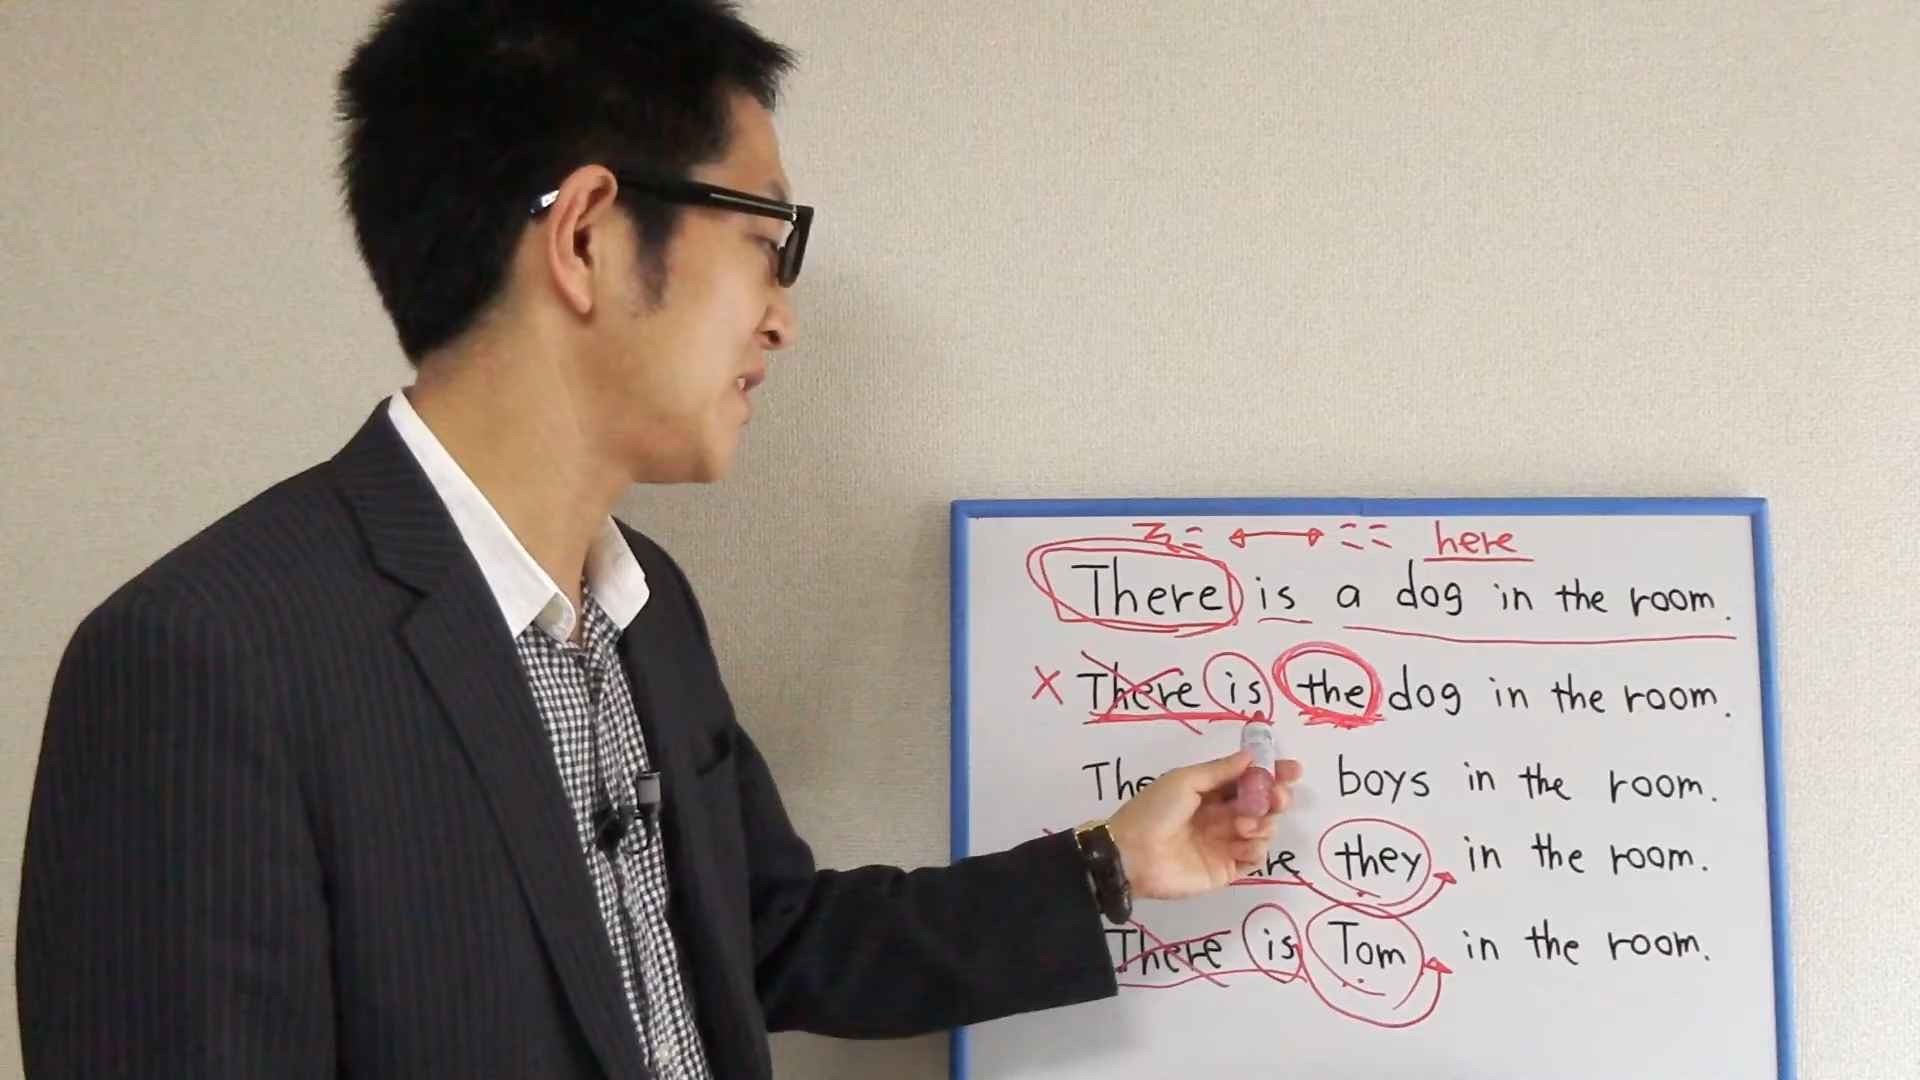 そこ ↔ ここ here
There is a dog in the room.
× There is the dog in the room.
boys in the room.
they in the room.
There is Tom in the room.